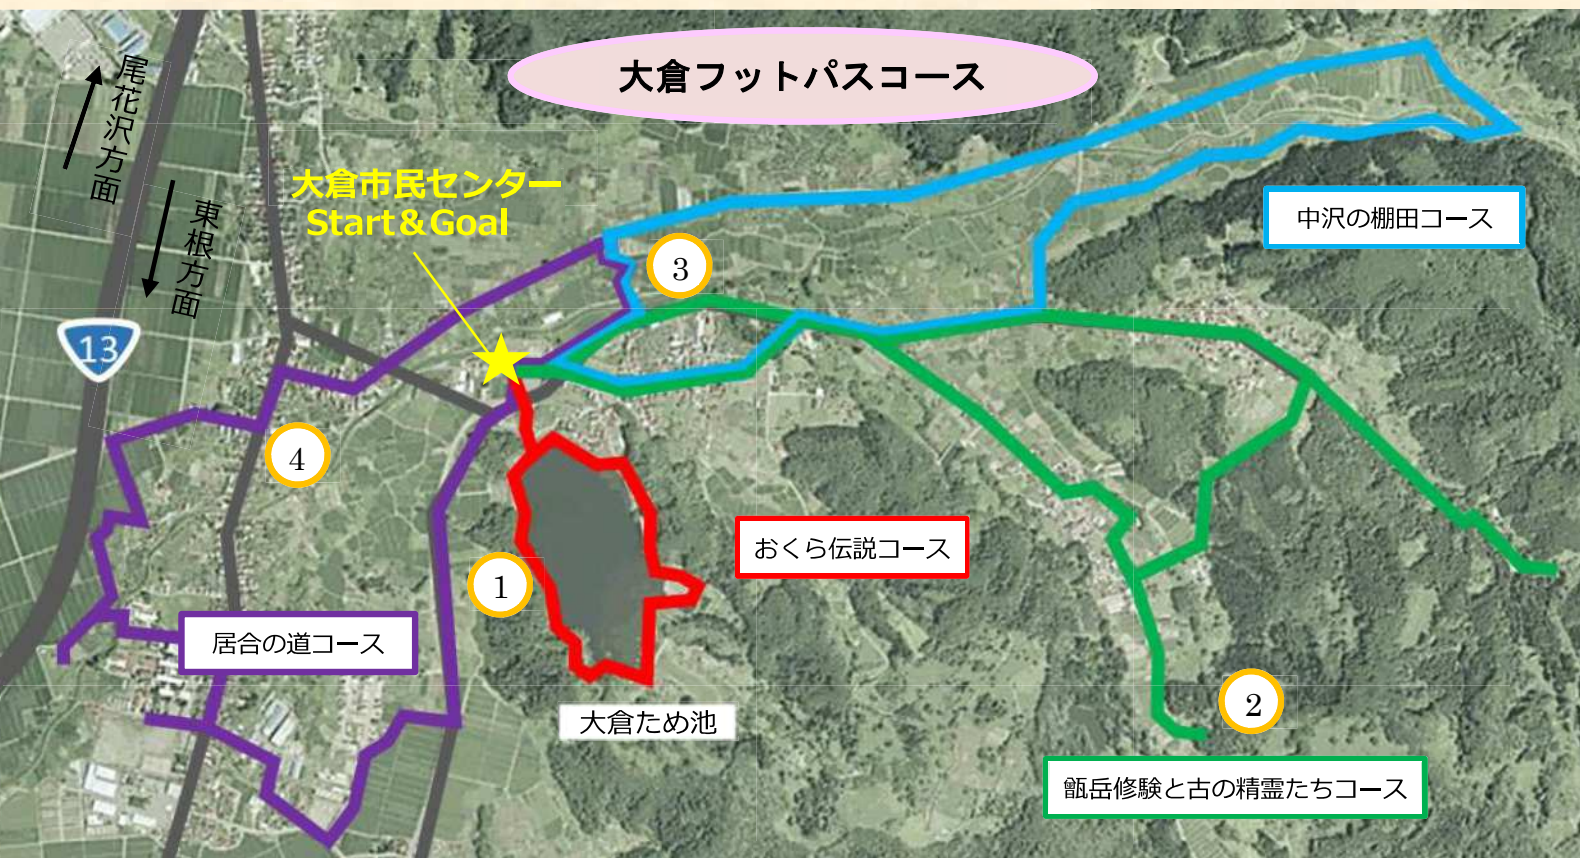 大倉フットパスコース
尾花沢方面
東根方面
大倉市民センター
Start&Goal
中沢の棚田コース
3
13
4
おくら伝説コース
1
居合の道コース
大倉ため池
2
甑岳修験と古の精霊たちコース